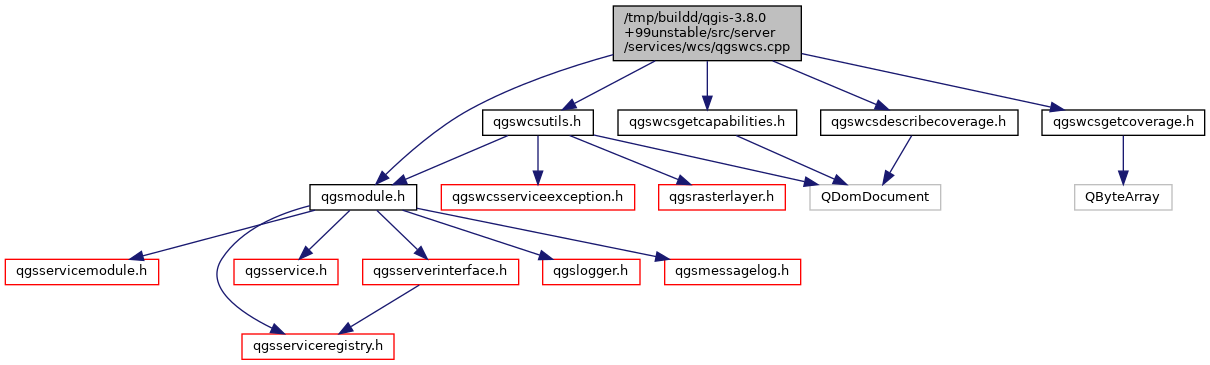 /tmp/buildd/qgis-3.8.0
+99unstable/src/server
/services/wcs/qgswcs.cpp
qgswcsutils.h
qgswcsgetcapabilities.h
qgswcsdescribecoverage.h
qgswcsgetcoverage.h
qgsmodule.h
qgswcsserviceexception.h
qgsrasterlayer.h
QDomDocument
QByteArray
qgsservicemodule.h
qgsservice.h
qgsserverinterface.h
qgslogger.h
qgsmessagelog.h
qgsserviceregistry.h